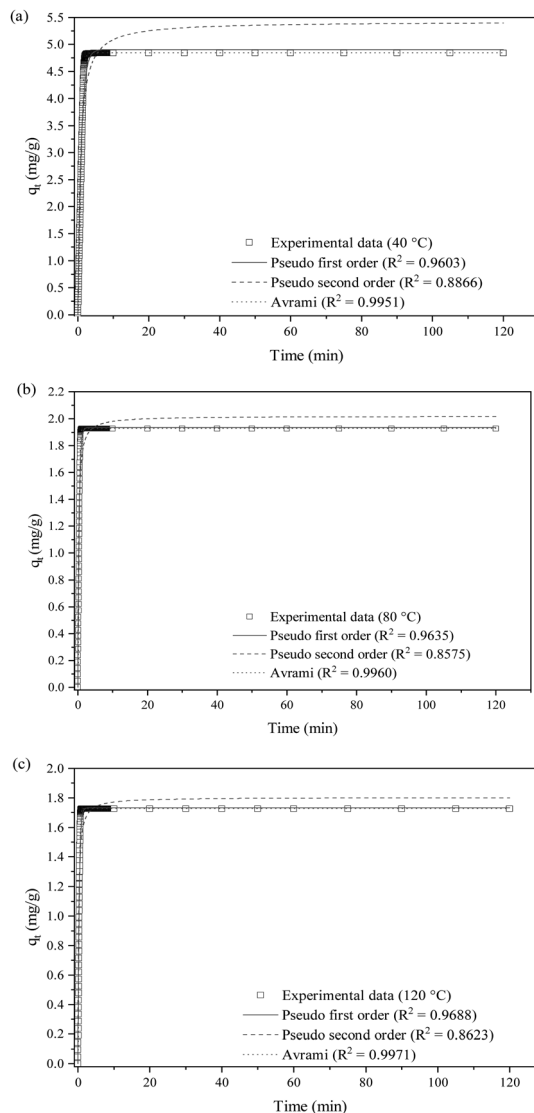 (a)
5.5
5.0
4.5
4.0
3.5
3.0
2.5
2.0
1.5
1.0
0.5
0.0
qt (mg/g)
Experimental data (40 °C)
Pseudo first order (R² = 0.9603)
Pseudo second order (R² = 0.8866)
Avrami (R² = 0.9951)
0 20 40 60 80 100 120
Time (min)
(b)
2.2
2.0
1.8
1.6
1.4
1.2
1.0
0.8
0.6
0.4
0.2
0.0
qt (mg/g)
Experimental data (80 °C)
Pseudo first order (R² = 0.9635)
Pseudo second order (R² = 0.8575)
Avrami (R² = 0.9960)
0 20 40 60 80 100 120
Time (min)
(c)
2.0
1.8
1.6
1.4
1.2
1.0
0.8
0.6
0.4
0.2
0.0
qt (mg/g)
Experimental data (120 °C)
Pseudo first order (R² = 0.9688)
Pseudo second order (R² = 0.8623)
Avrami (R² = 0.9971)
0 20 40 60 80 100 120
Time (min)